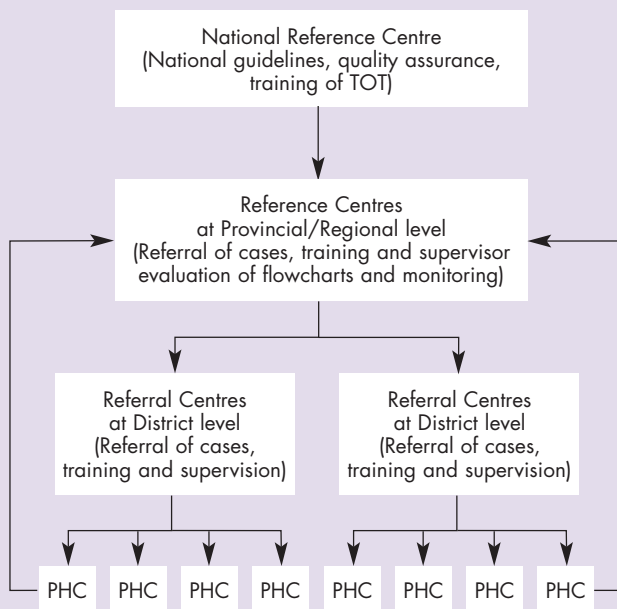 National Reference Centre
(National guidelines, quality assurance,
training of TOT)
Reference Centres
at Provincial/Regional level
(Referral of cases, training and supervisor
evaluation of flowcharts and monitoring)
Referral Centres
at District level
(Referral of cases,
training and supervision)
Referral Centres
at District level
(Referral of cases,
training and supervision)
PHC PHC PHC PHC PHC PHC PHC PHC